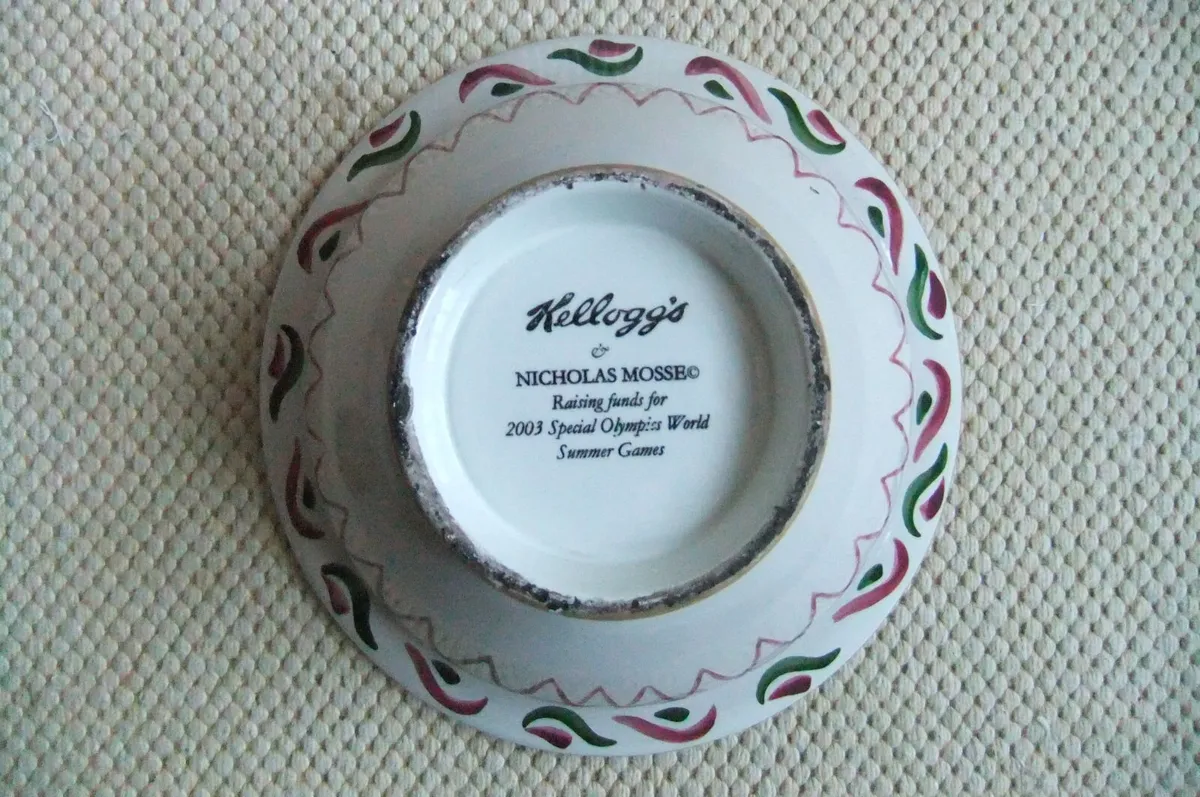 Kellogg's
&
NICHOLAS MOSSE©
Raising funds for
2003 Special Olympics World
Summer Games